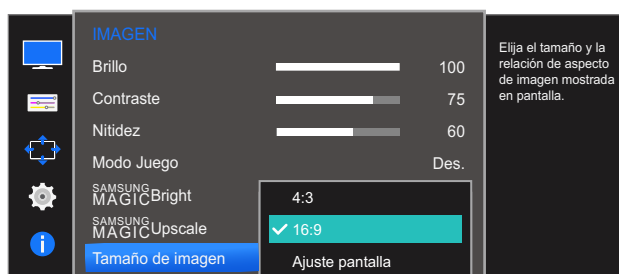 IMAGEN
Brillo 100
Contraste 75
Nitidez 60
Modo Juego Des.
SAMSUNG
MAGICBright
SAMSUNG
MAGICUpscale
Tamaño de imagen
4:3
16:9
Ajuste pantalla
Elija el tamaño y la
relación de aspecto
de imagen mostrada
en pantalla.